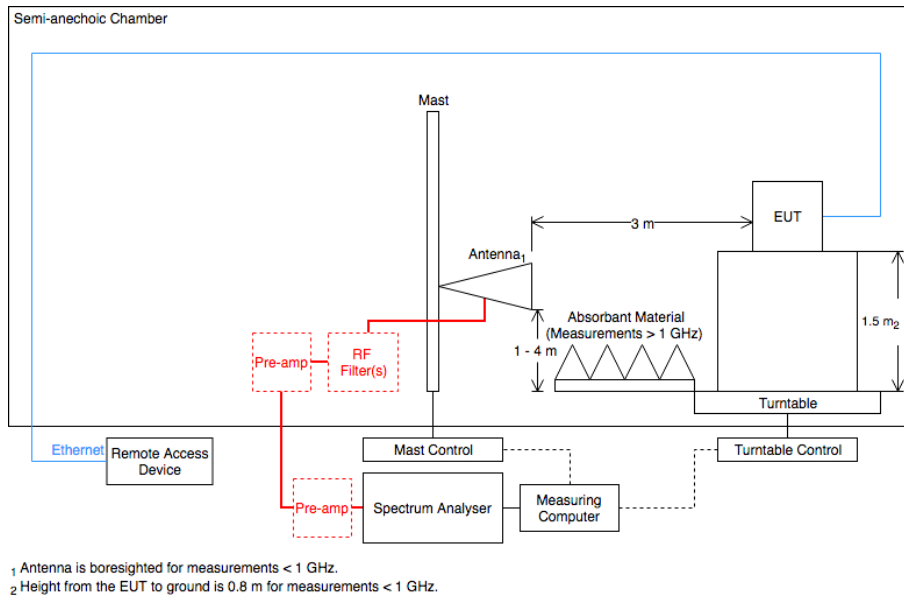 Semi-anechoic Chamber
Mast
EUT
3 m
Antenna1
Absorbant Material
(Measurements > 1 GHz)
1 - 4 m
1.5 m2
Pre-amp
RF
Filter(s)
Turntable
Ethernet
Remote Access
Device
Mast Control
Turntable Control
Pre-amp
Spectrum Analyser
Measuring
Computer
1 Antenna is boresighted for measurements < 1 GHz.
2 Height from the EUT to ground is 0.8 m for measurements < 1 GHz.